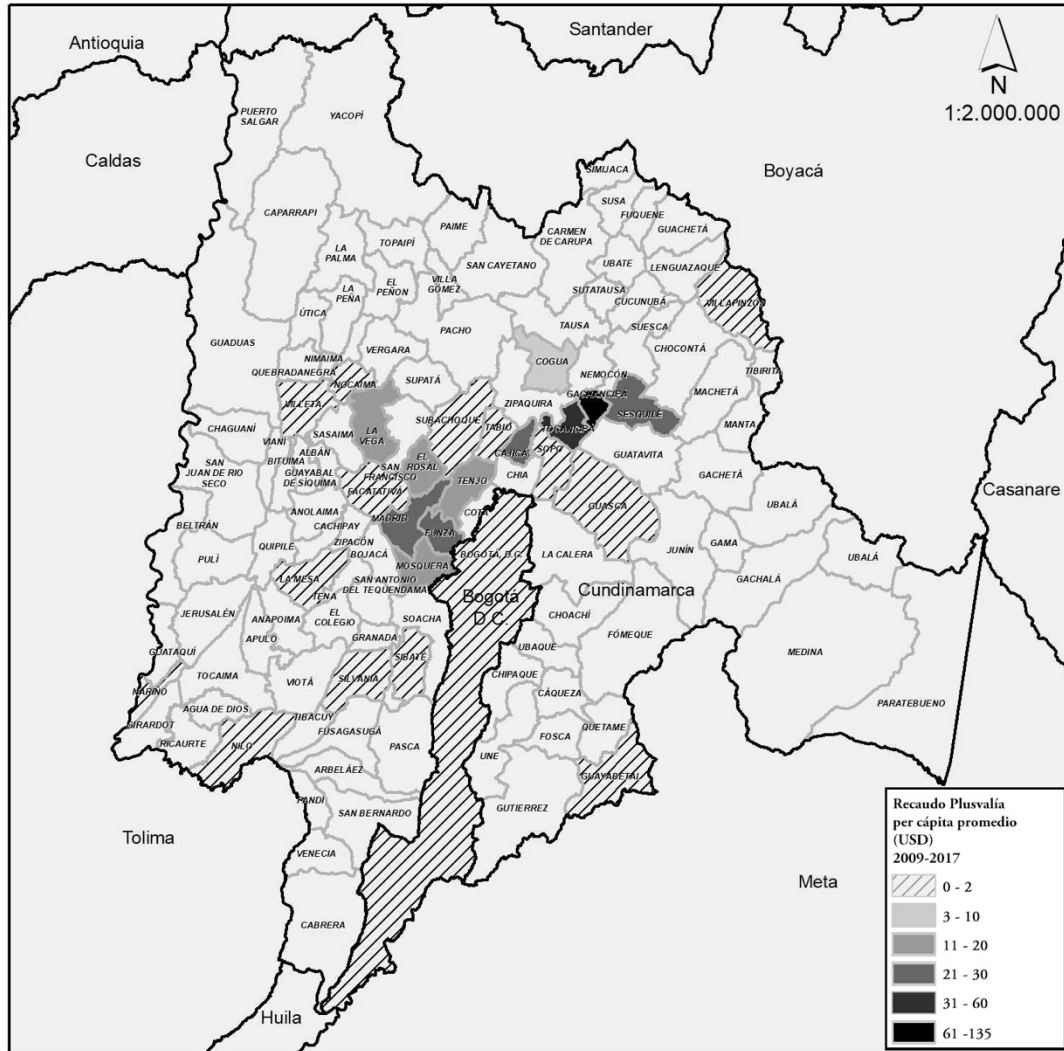 Antioquia
Santander
N
1:2.000.000
PUERTO
SALGAR
YACOPÍ
Caldas
Boyacá
SIMIJACA
CAPARRAPI
SUSA
FUQUENE
GUACHETÁ
PAIME
CARMEN
DE CARUPA
LA
PALMA
TOPAIPÍ
SAN CAYETANO
UBATE
LENGUAZAQUE
EL
PEÑON
VILLA
GÓMEZ
SUTATAUSA
VILLAPINZÓN
LA
PEÑA
CUCUNUBÁ
ÚTICA
PACHO
TAUSA
SUESCA
GUADUAS
VERGARA
CHOCONTÁ
NIMAIMA
COGUA
QUEBRADANEGRA
NEMOCÓN
TIBIRITA
NOCAIMA
SUPATÁ
GACHANCIPA
MACHETÁ
VILLETA
ZIPAQUIRA
SESQUILE
SUBACHOQUE
CHAGUANÍ
LA
VEGA
TABIO
TOCANCIPA
MANTA
SASAIMA
VIANÍ
SOPO
ALBÁN
EL
ROSAL
CAJICÁ
GUATAVITA
BITUIMA
SAN
JUAN DE RIO
SECO
SAN
FRANCISCO
CHIA
GACHETÁ
GUAYABAL
DE SÍQUIMA
TENJO
Casanare
FACATATIVÁ
UBALÁ
GUASCA
ANOLAIMA
COTA
MADRID
BELTRÁN
CACHIPAY
FUNZA
GAMA
ZIPACÓN
JUNÍN
QUIPILE
BOJACÁ
BOGOTÁ, D.C.
LA CALERA
UBALÁ
PULÍ
MOSQUERA
GACHALÁ
LA MESA
SAN ANTONIO
DEL TEQUENDAMA
Cundinamarca
TENA
Bogotá
D.C.
JERUSALÉN
EL
COLEGIO
CHOACHÍ
ANAPOIMA
SOACHA
APULO
GRANADA
FÓMEQUE
GUATAQUÍ
UBAQUE
MEDINA
SIBATÉ
TOCAIMA
VIOTÁ
SILVANIA
CHIPAQUE
NARIÑO
CÁQUEZA
PARATEBUENO
AGUA DE DIOS
TIBACUY
GIRARDOT
FUSAGASUGÁ
QUETAME
RICAURTE
NILO
PASCA
UNE
FOSCA
ARBELÁEZ
GUAYABETAL
PANDI
SAN BERNARDO
GUTIERREZ
Tolima
VENECIA
Meta
CABRERA
Huila
Recaudo Plusvalía
per cápita promedio
(USD)
2009-2017
0 - 2
3 - 10
11 - 20
21 - 30
31 - 60
61 -135